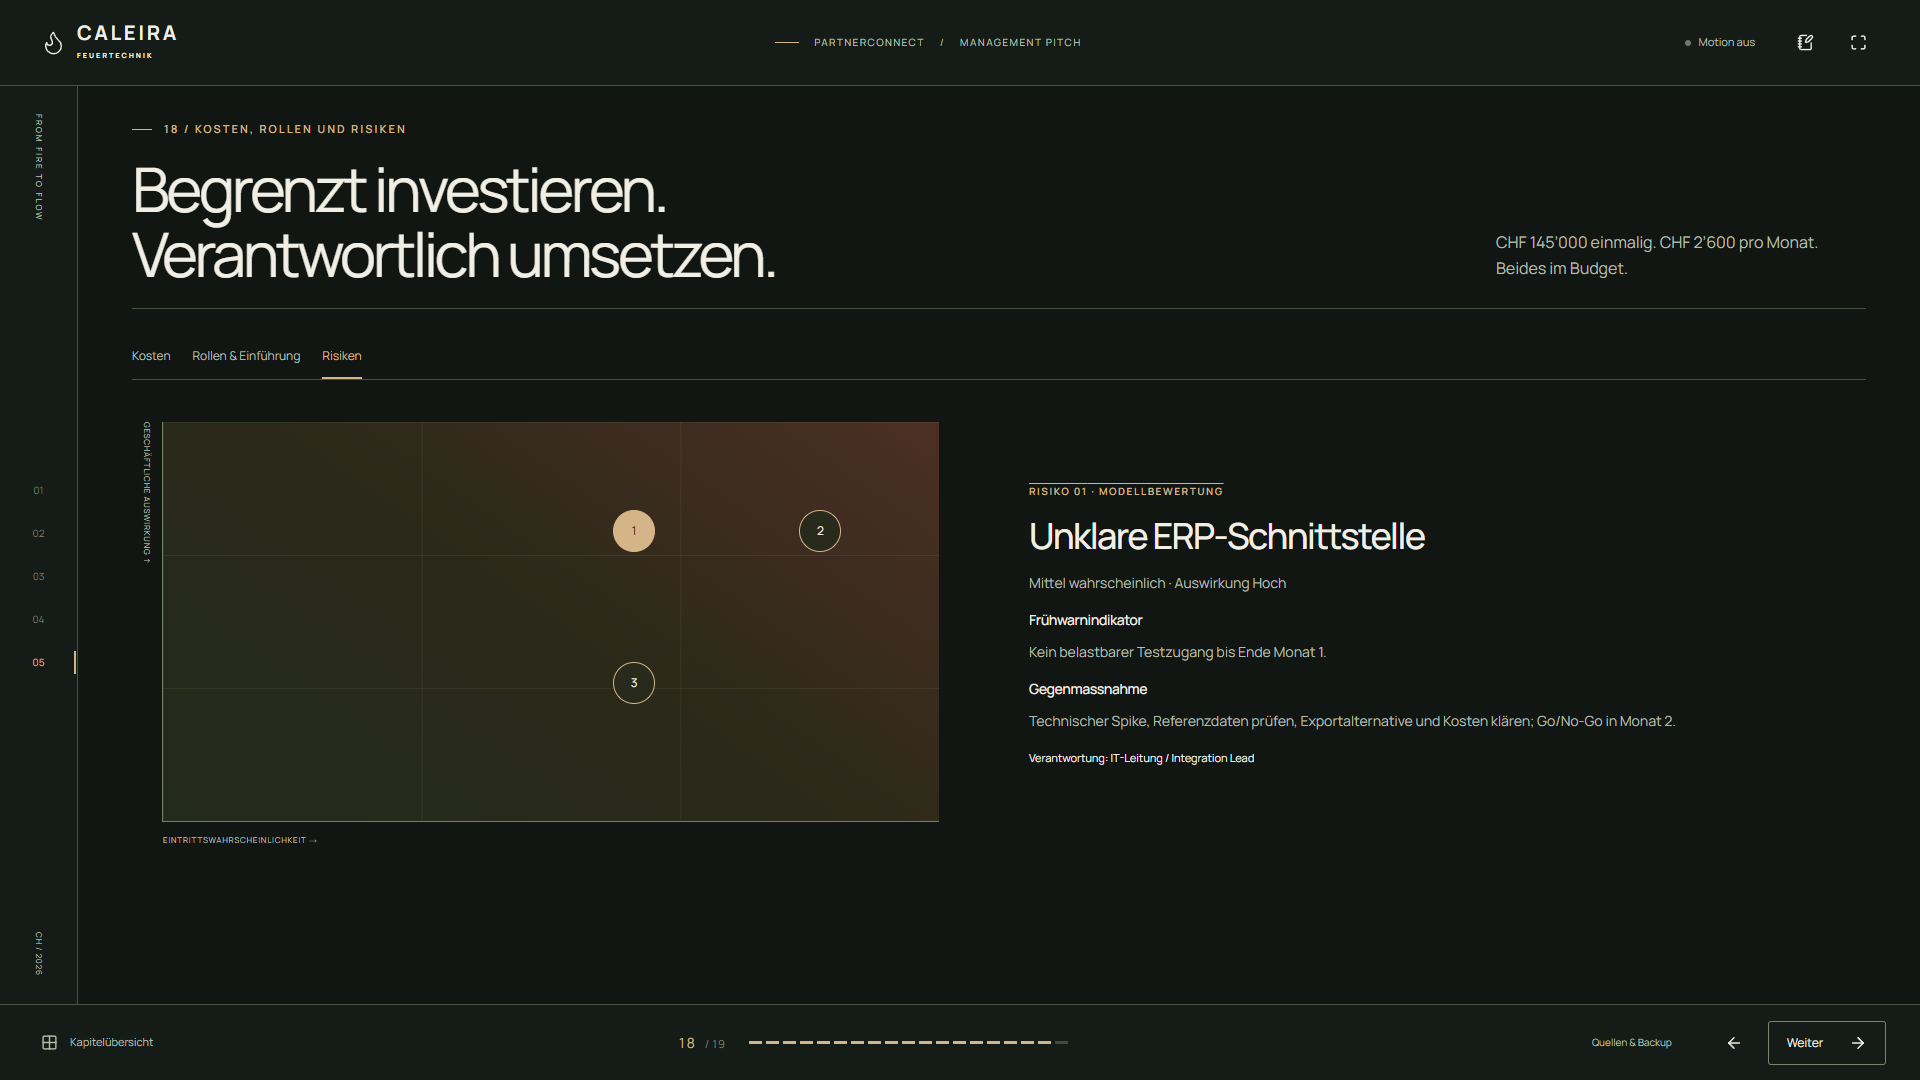 CALEIRA
FEUERTECHNIK
PARTNERCONNECT / MANAGEMENT PITCH
Motion aus
FROM FIRE TO FLOW
01
02
03
04
05
CH / 2026
18 / KOSTEN, ROLLEN UND RISIKEN
Begrenzt investieren.
Verantwortlich umsetzen.
CHF 145’000 einmalig. CHF 2’600 pro Monat.
Beides im Budget.
Kosten
Rollen & Einführung
Risiken
GESCHÄFTLICHE AUSWIRKUNG →
1
2
3
EINTRITTSWAHRSCHEINLICHKEIT →
RISIKO 01 · MODELLBEWERTUNG
Unklare ERP-Schnittstelle
Mittel wahrscheinlich · Auswirkung Hoch
Frühwarnindikator
Kein belastbarer Testzugang bis Ende Monat 1.
Gegenmassnahme
Technischer Spike, Referenzdaten prüfen, Exportalternative und Kosten klären; Go/No-Go in Monat 2.
Verantwortung: IT-Leitung / Integration Lead
Kapitelübersicht
18 / 19
Quellen & Backup
Weiter